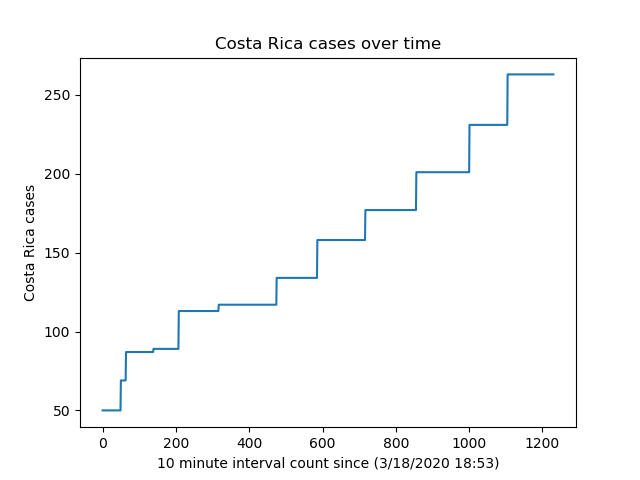 Costa Rica cases over time
Costa Rica cases
250
200
150
100
50
0 200 400 600 800 1000 1200
10 minute interval count since (3/18/2020 18:53)